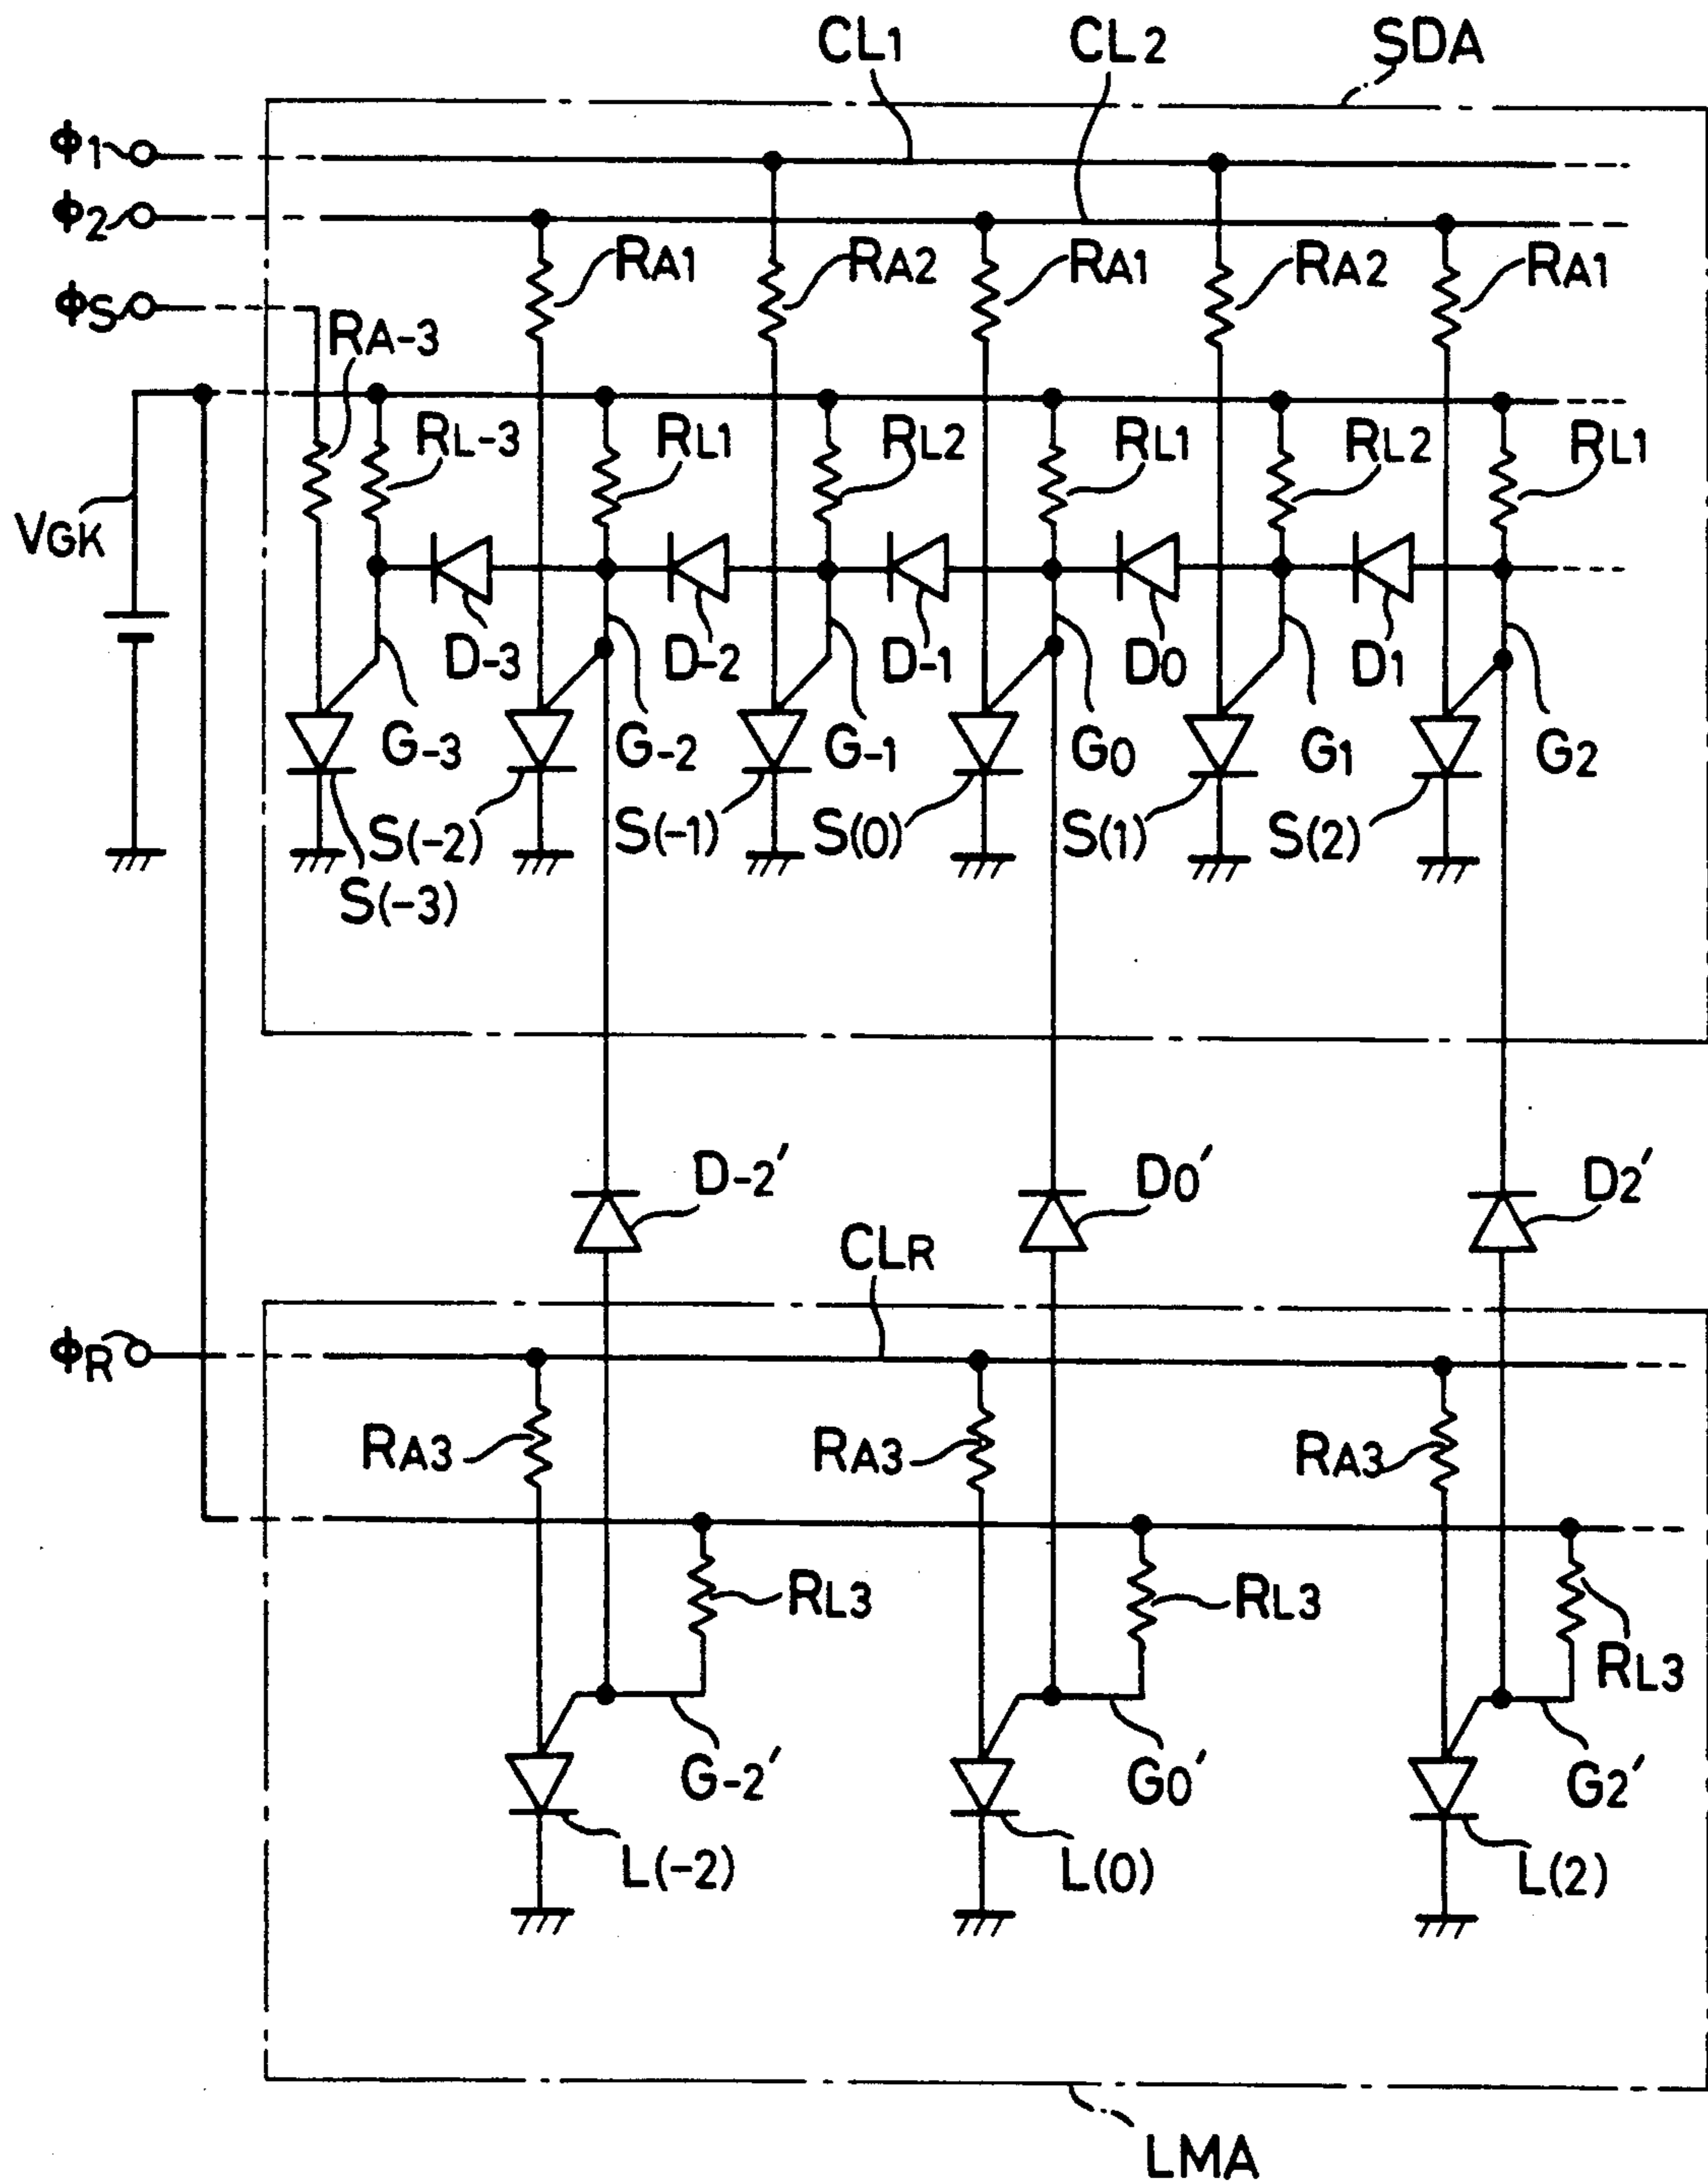 CL1 CL2 SDA
Φ1
Φ2
RA1 RA2 RA1 RA2 RA1
ΦS
RA-3
RL-3 RL1 RL2 RL1 RL2 RL1
VGK
D-3 D-2 D-1 D0 D1
G-3 G-2 G-1 G0 G1 G2
S(-2) S(-1) S(0) S(1) S(2)
S(-3)
D-2' D0' D2'
CLR
ΦR
RA3 RA3 RA3
RL3 RL3 RL3
G-2' G0' G2'
L(-2) L(0) L(2)
LMA